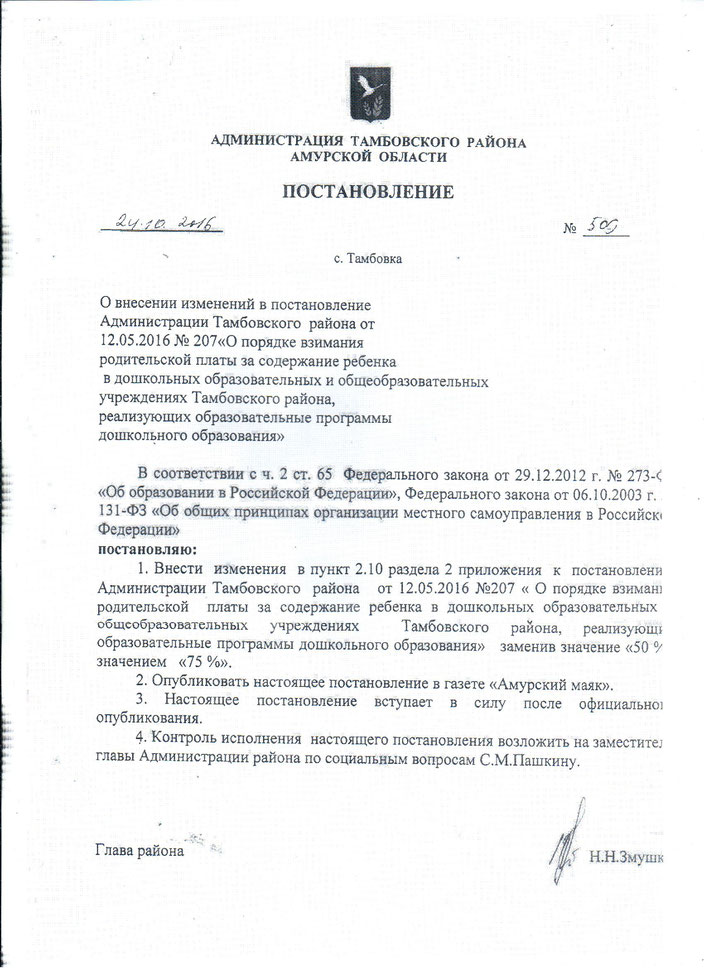 АДМИНИСТРАЦИЯ ТАМБОВСКОГО РАЙОНА
АМУРСКОЙ ОБЛАСТИ
ПОСТАНОВЛЕНИЕ
24.10.2016 №
с. Тамбовка
О внесении изменений в постановление
Администрации Тамбовского района от
12.05.2016 № 207«О порядке взимания
родительской платы за содержание ребенка
в дошкольных образовательных и общеобразовательных
учреждениях Тамбовского района,
реализующих образовательные программы
дошкольного образования»
В соответствии с ч. 2 ст. 65 Федерального закона от 29.12.2012 г. № 273-
«Об образовании в Российской Федерации», Федерального закона от 06.10.2003 г.
131-ФЗ «Об общих принципах организации местного самоуправления в Российск
Федерации»
постановляю:
1. Внести изменения в пункт 2.10 раздела 2 приложения к постановлени
Администрации Тамбовского района от 12.05.2016 №207 « О порядке взиман
родительской платы за содержание ребенка в дошкольных образовательных
общеобразовательных учреждениях Тамбовского района, реализующи
образовательные программы дошкольного образования» заменив значение «50 %
значением «75 %».
2. Опубликовать настоящее постановление в газете «Амурский маяк».
3. Настоящее постановление вступает в силу после официально
опубликования.
4. Контроль исполнения настоящего постановления возложить на заместител
главы Администрации района по социальным вопросам С.М.Пашкину.
Глава района Н.Н.Змушк